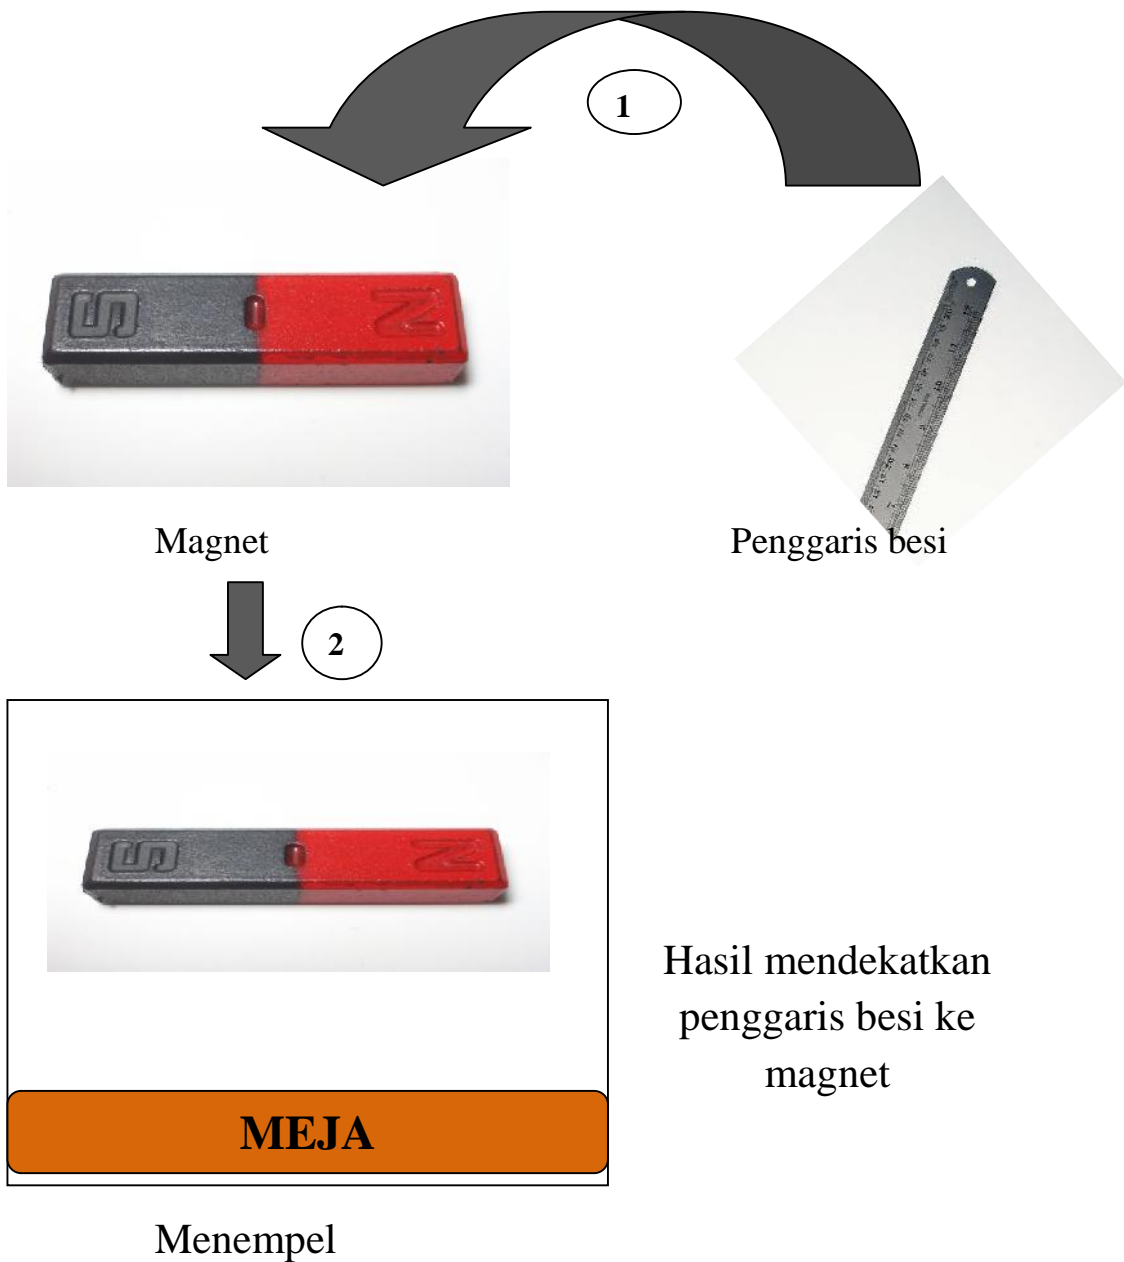 1
S N
Magnet
Penggaris besi
2
S N
Hasil mendekatkan
penggaris besi ke
magnet
MEJA
Menempel